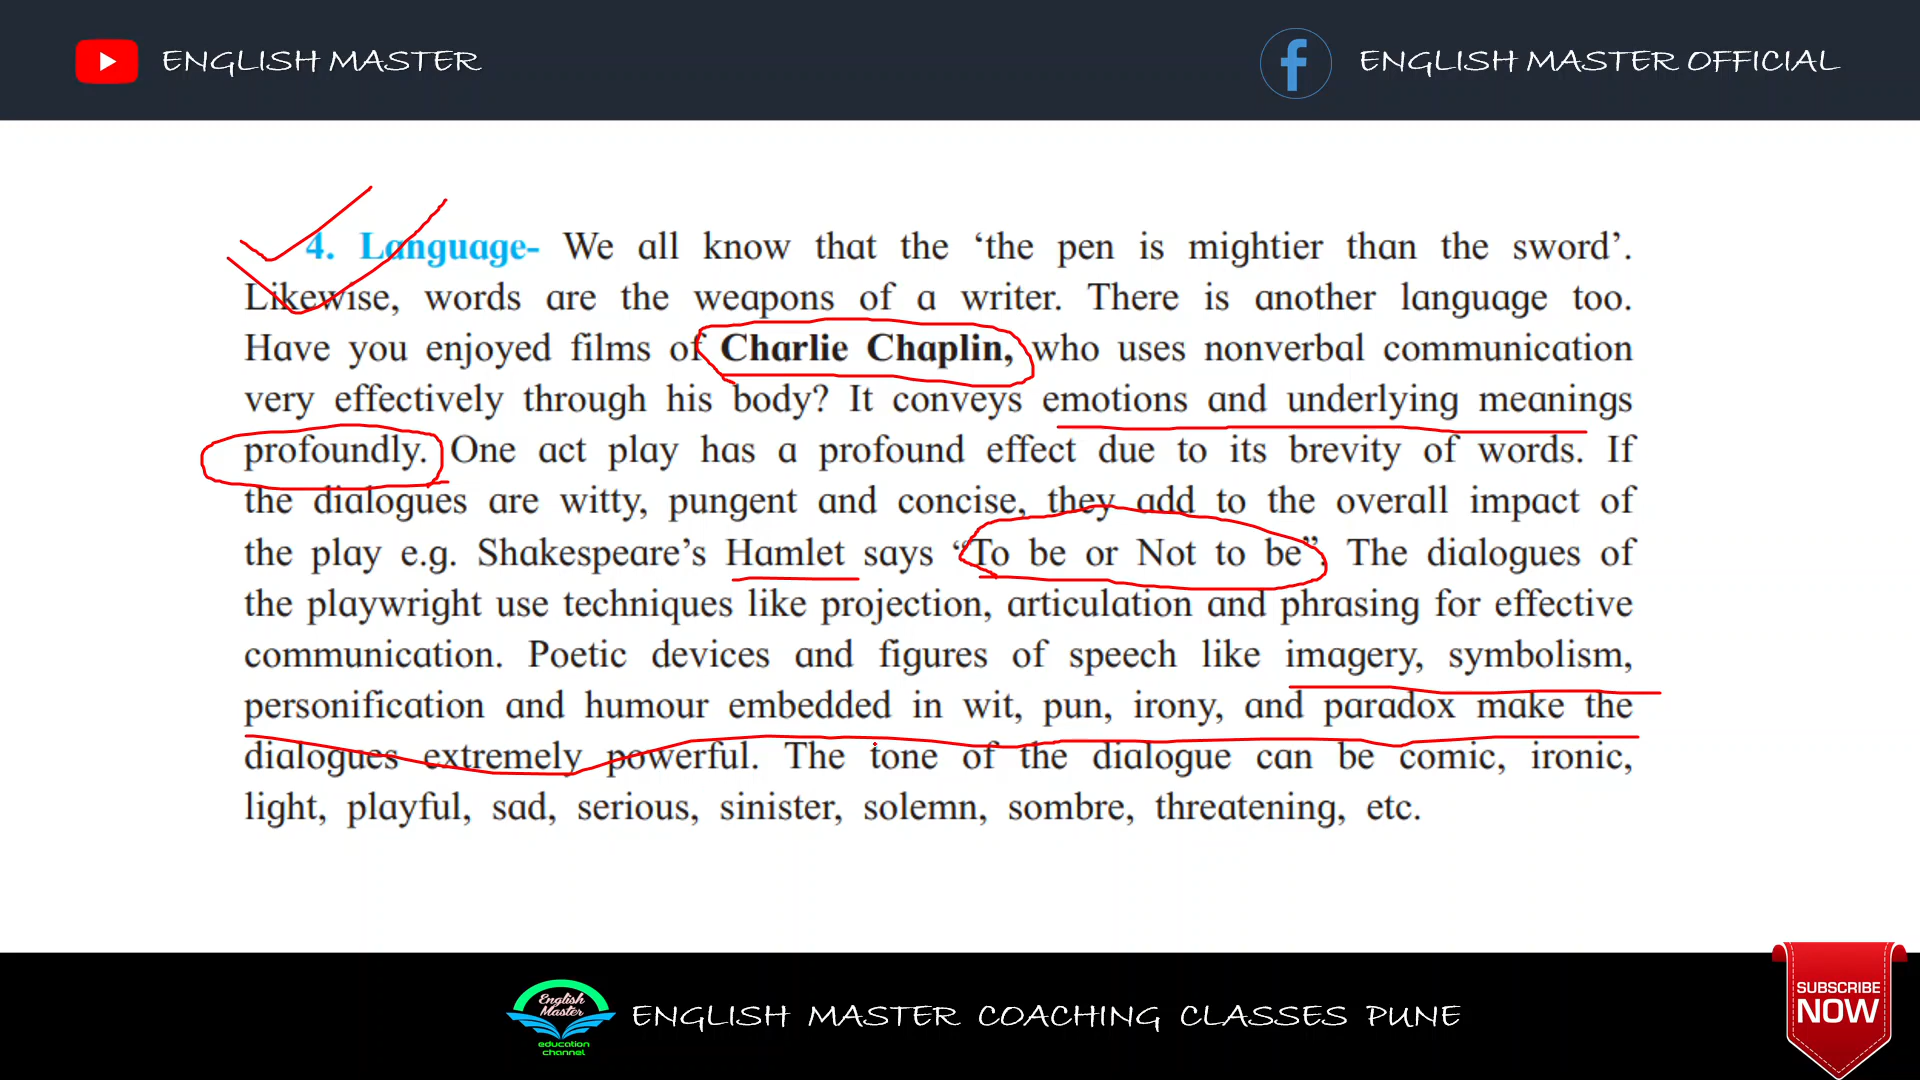 ENGLISH MASTER
ENGLISH MASTER OFFICIAL
4. Language- We all know that the ‘the pen is mightier than the sword’.
Likewise, words are the weapons of a writer. There is another language too.
Have you enjoyed films of Charlie Chaplin, who uses nonverbal communication
very effectively through his body? It conveys emotions and underlying meanings
profoundly. One act play has a profound effect due to its brevity of words. If
the dialogues are witty, pungent and concise, they add to the overall impact of
the play e.g. Shakespeare’s Hamlet says “To be or Not to be”. The dialogues of
the playwright use techniques like projection, articulation and phrasing for effective
communication. Poetic devices and figures of speech like imagery, symbolism,
personification and humour embedded in wit, pun, irony, and paradox make the
dialogues extremely powerful. The tone of the dialogue can be comic, ironic,
light, playful, sad, serious, sinister, solemn, sombre, threatening, etc.
English
Master
education
channel
ENGLISH MASTER COACHING CLASSES PUNE
SUBSCRIBE
NOW